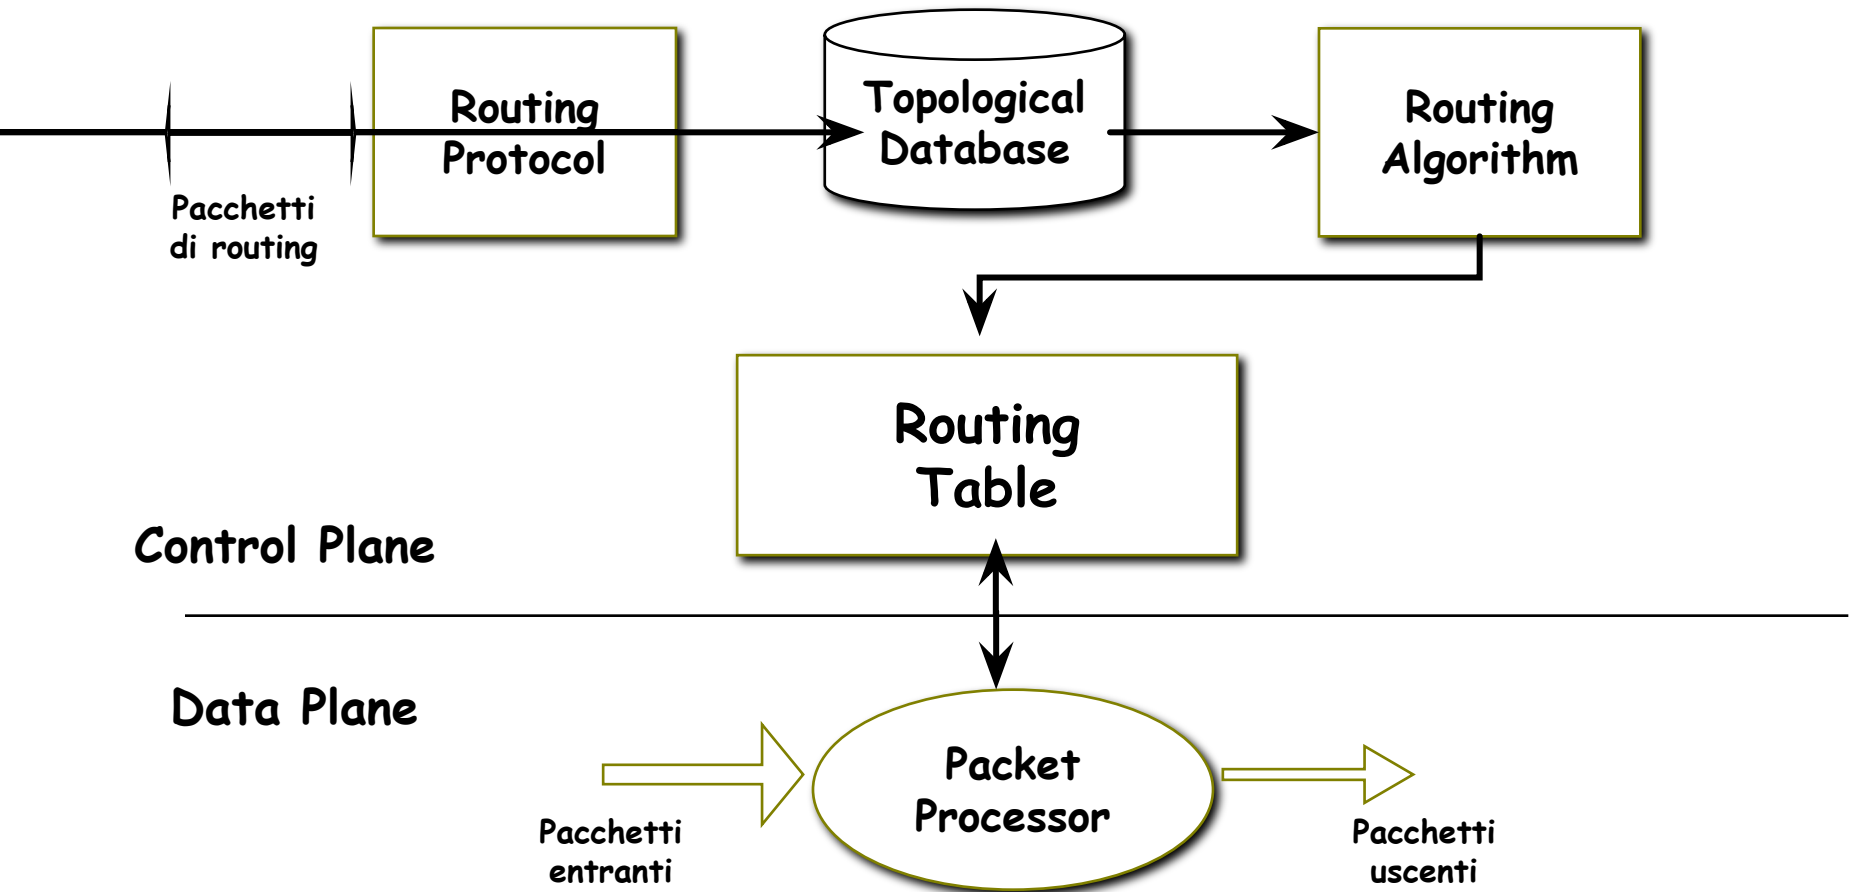 Routing
Protocol
Topological
Database
Routing
Algorithm
Pacchetti
di routing
Routing
Table
Control Plane
Data Plane
Packet
Processor
Pacchetti
entranti
Pacchetti
uscenti